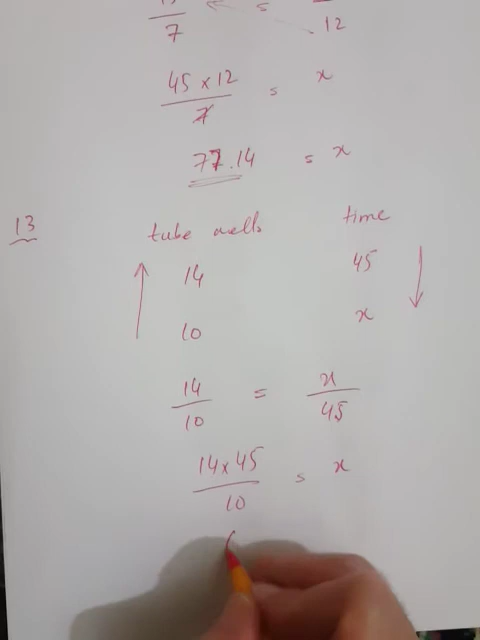 7 = 12
45 x 12 / 7 = x
77.14 = x
13 tube wells time
14 45
10 x
14/10 = x/45
14 x 45 / 10 = x